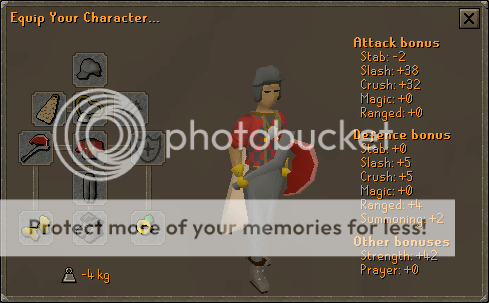 Equip Your Character...
Attack bonus
Stab: -2
Slash: +38
Crush: +32
Magic: +0
Ranged: +0
photobucket
Defence bonus
Stab: +0
Slash: +5
Crush: +5
Magic: +0
Ranged: +4
Summoning: +2
Protect more of your memories for less!
Other bonuses
Strength: +42
Prayer: +0
-4 kg